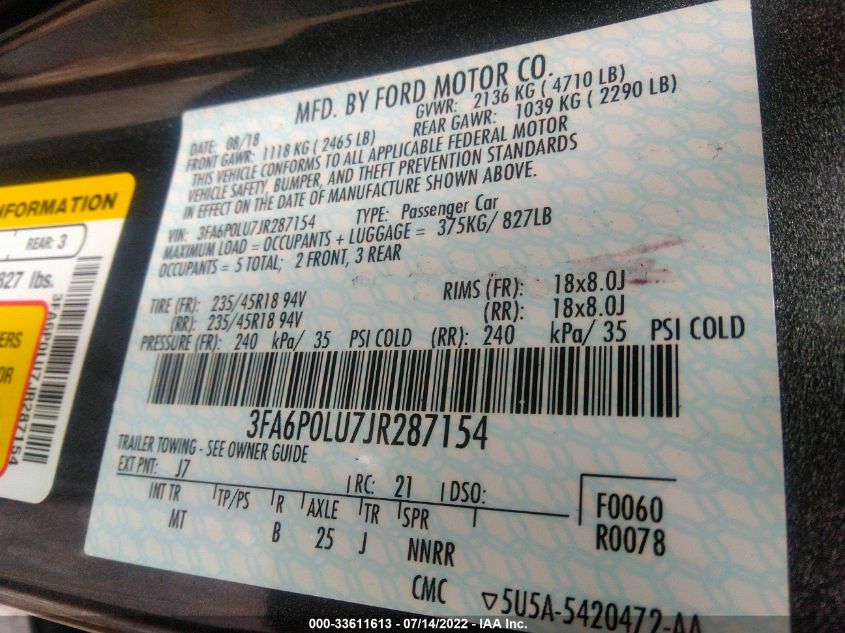 MFD. BY FORD MOTOR CO.
DATE: 08/18 GVWR: 2136 KG ( 4710 LB)
FRONT GAWR: 1118 KG ( 2465 LB) REAR GAWR: 1039 KG ( 2290 LB)
THIS VEHICLE CONFORMS TO ALL APPLICABLE FEDERAL MOTOR
VEHICLE SAFETY, BUMPER, AND THEFT PREVENTION STANDARDS
IN EFFECT ON THE DATE OF MANUFACTURE SHOWN ABOVE.
VIN: 3FA6P0LU7JR287154 TYPE: Passenger Car
MAXIMUM LOAD = OCCUPANTS + LUGGAGE = 375KG/ 827LB
OCCUPANTS = 5 TOTAL; 2 FRONT, 3 REAR
TIRE (FR): 235/45R18 94V RIMS (FR): 18x8.0J
(RR): 235/45R18 94V (RR): 18x8.0J
PRESSURE (FR): 240 kPa/ 35 PSI COLD (RR): 240 kPa/ 35 PSI COLD
3FA6P0LU7JR287154
TRAILER TOWING - SEE OWNER GUIDE
EXT PNT: J7 RC: 21 DSO:
INT TR TP/PS R AXLE TR SPR
MT B 25 J NNRR
F0060
R0078
CMC ▽5U5A-5420472-AA
NFORMATION
REAR: 3
827 lbs.
ERS
OR
3FA6P0LU7JR287154
000-33611613 - 07/14/2022 - IAA Inc.